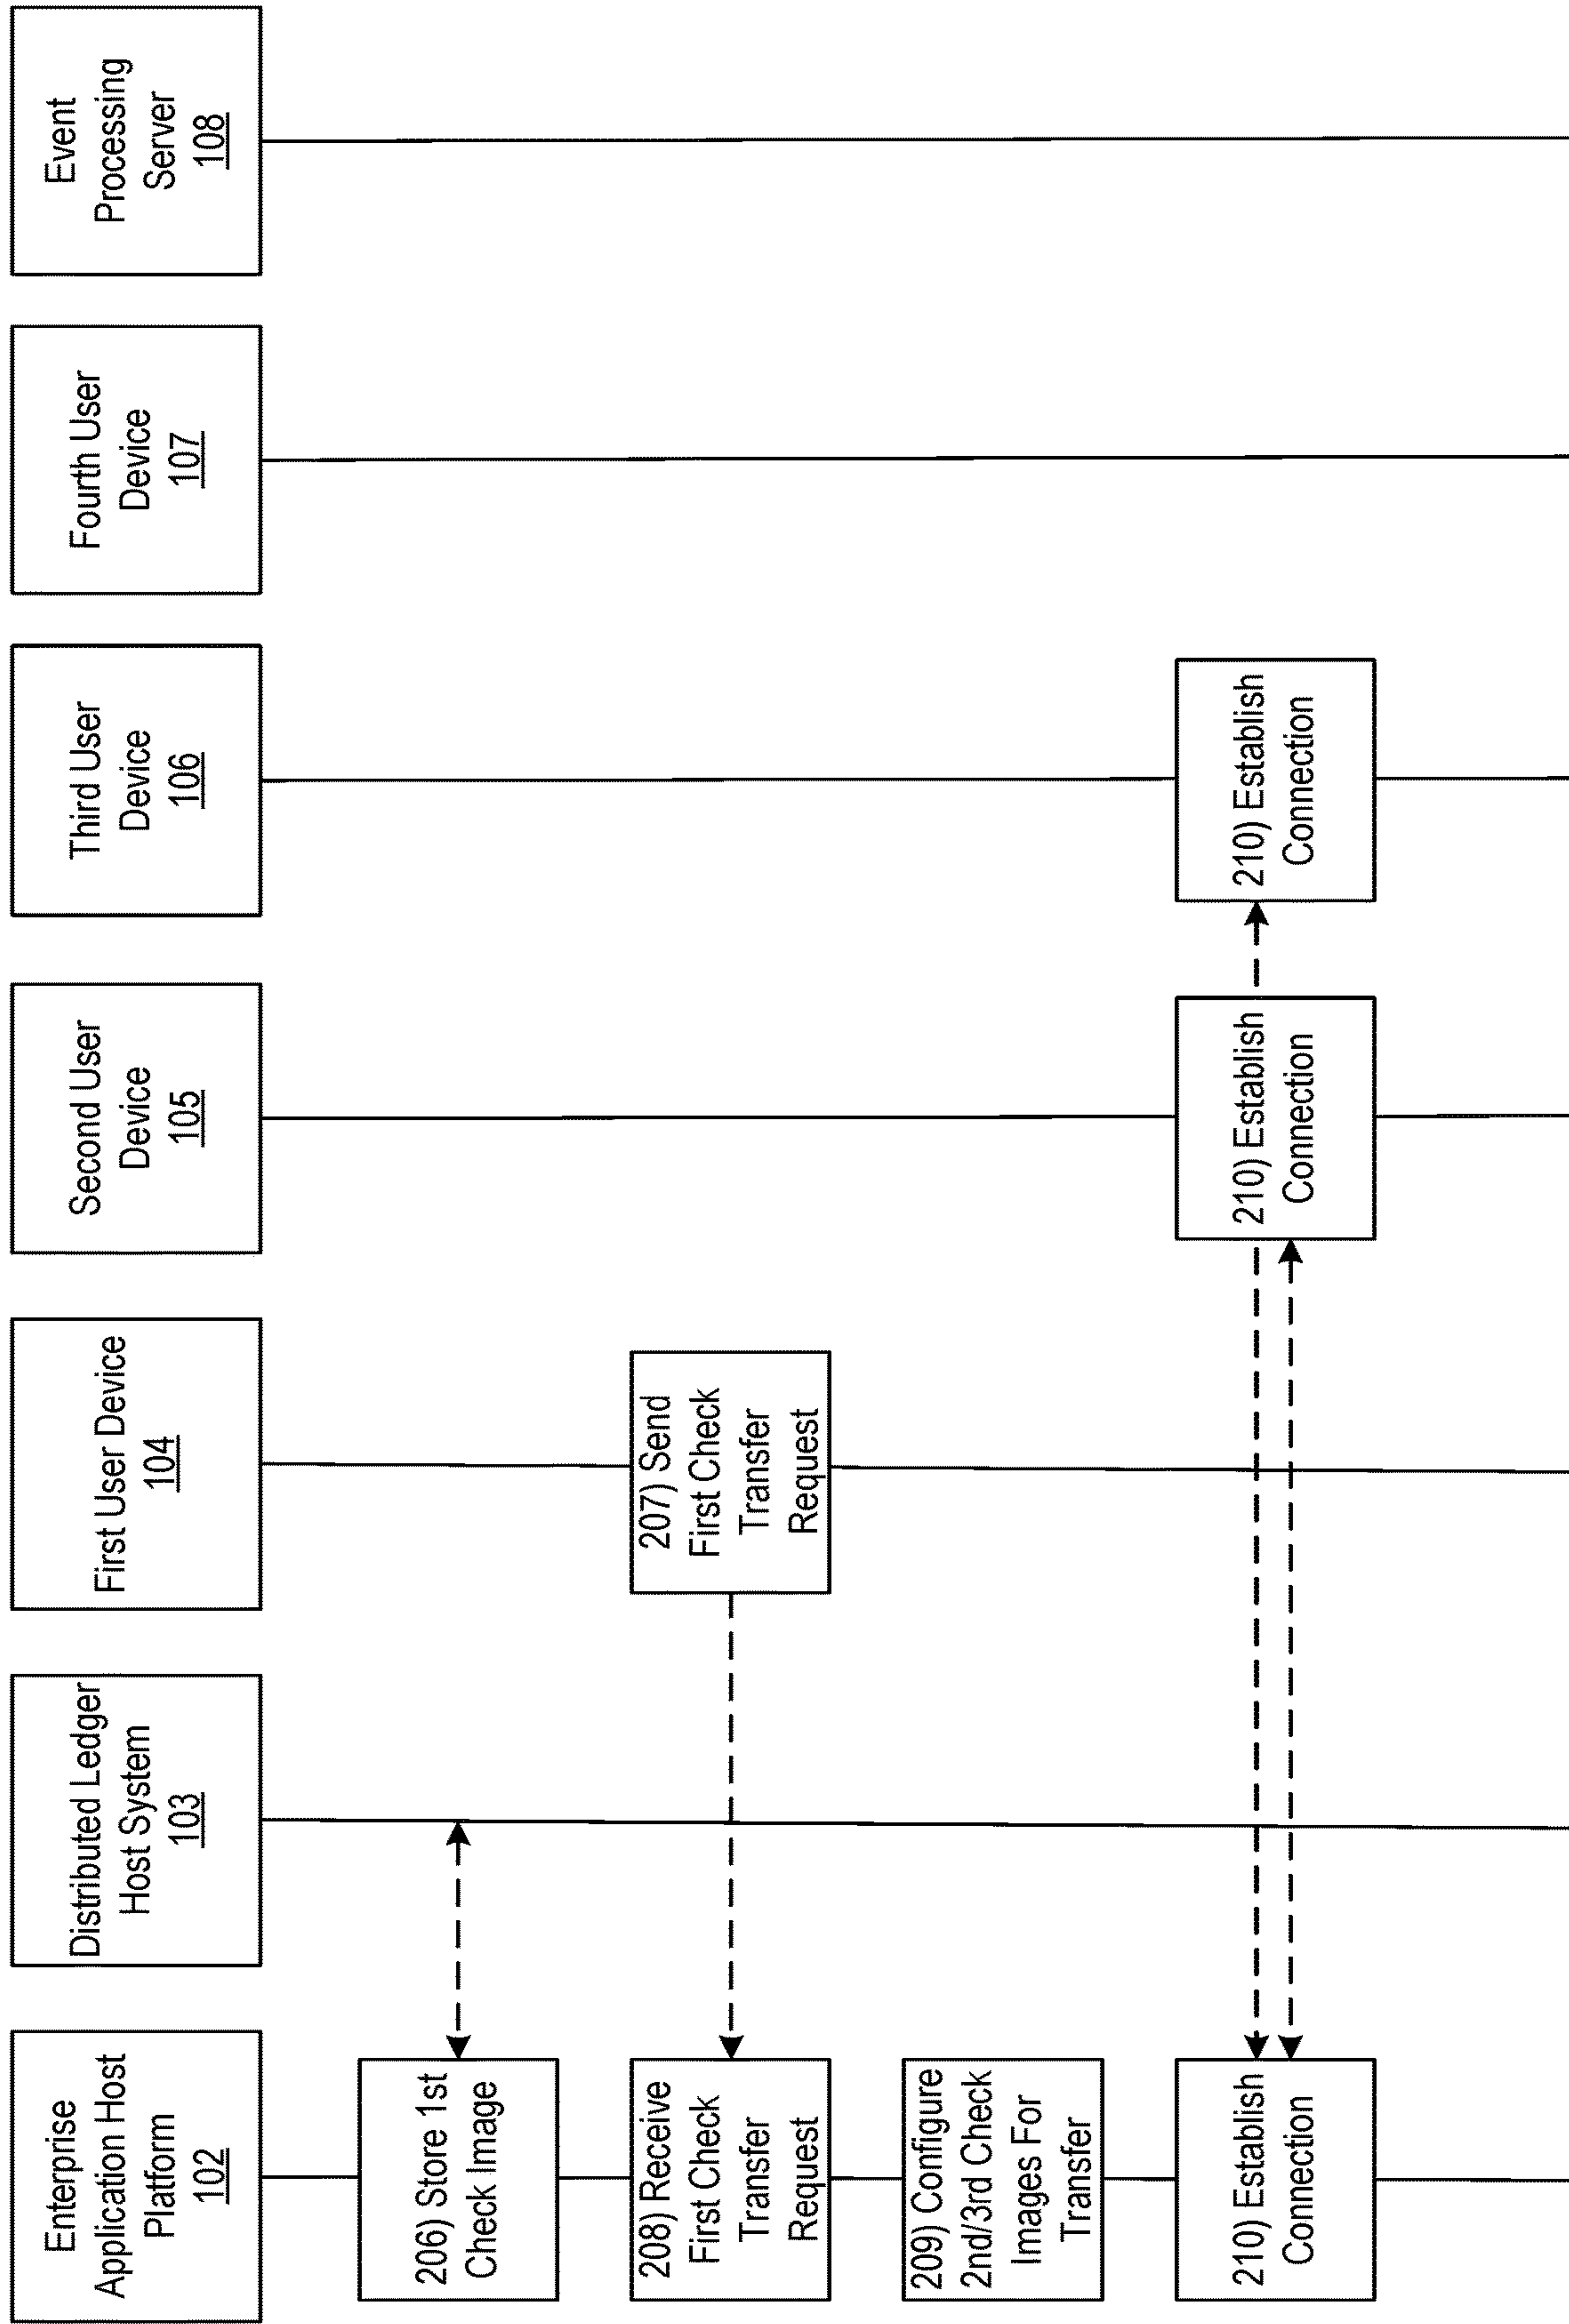 Enterprise
Application Host
Platform
102
Distributed Ledger
Host System
103
First User Device
104
Second User
Device
105
Third User
Device
106
Fourth User
Device
107
Event
Processing
Server
108
206) Store 1st
Check Image
207) Send
First Check
Transfer
Request
208) Receive
First Check
Transfer
Request
209) Configure
2nd/3rd Check
Images For
Transfer
210) Establish
Connection
210) Establish
Connection
210) Establish
Connection